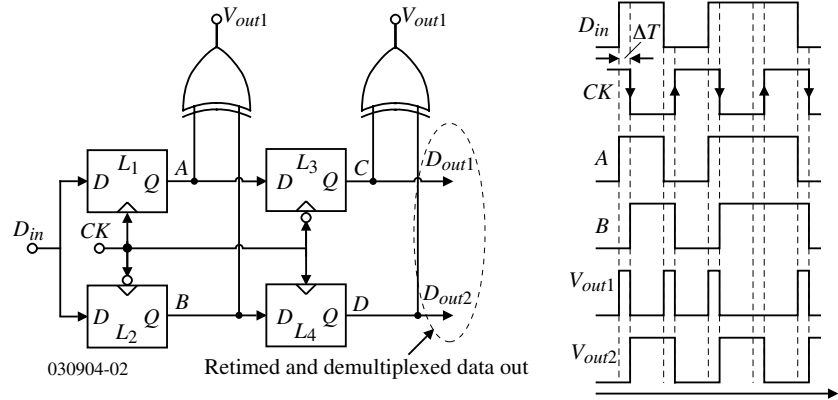 Vout1
Vout1
L1
D Q
A
L3
D Q
C
Dout1
Din
CK
D Q
L2
B
D Q
L4
D
Dout2
030904-02
Retimed and demultiplexed data out
Din
ΔT
CK
A
B
Vout1
Vout2